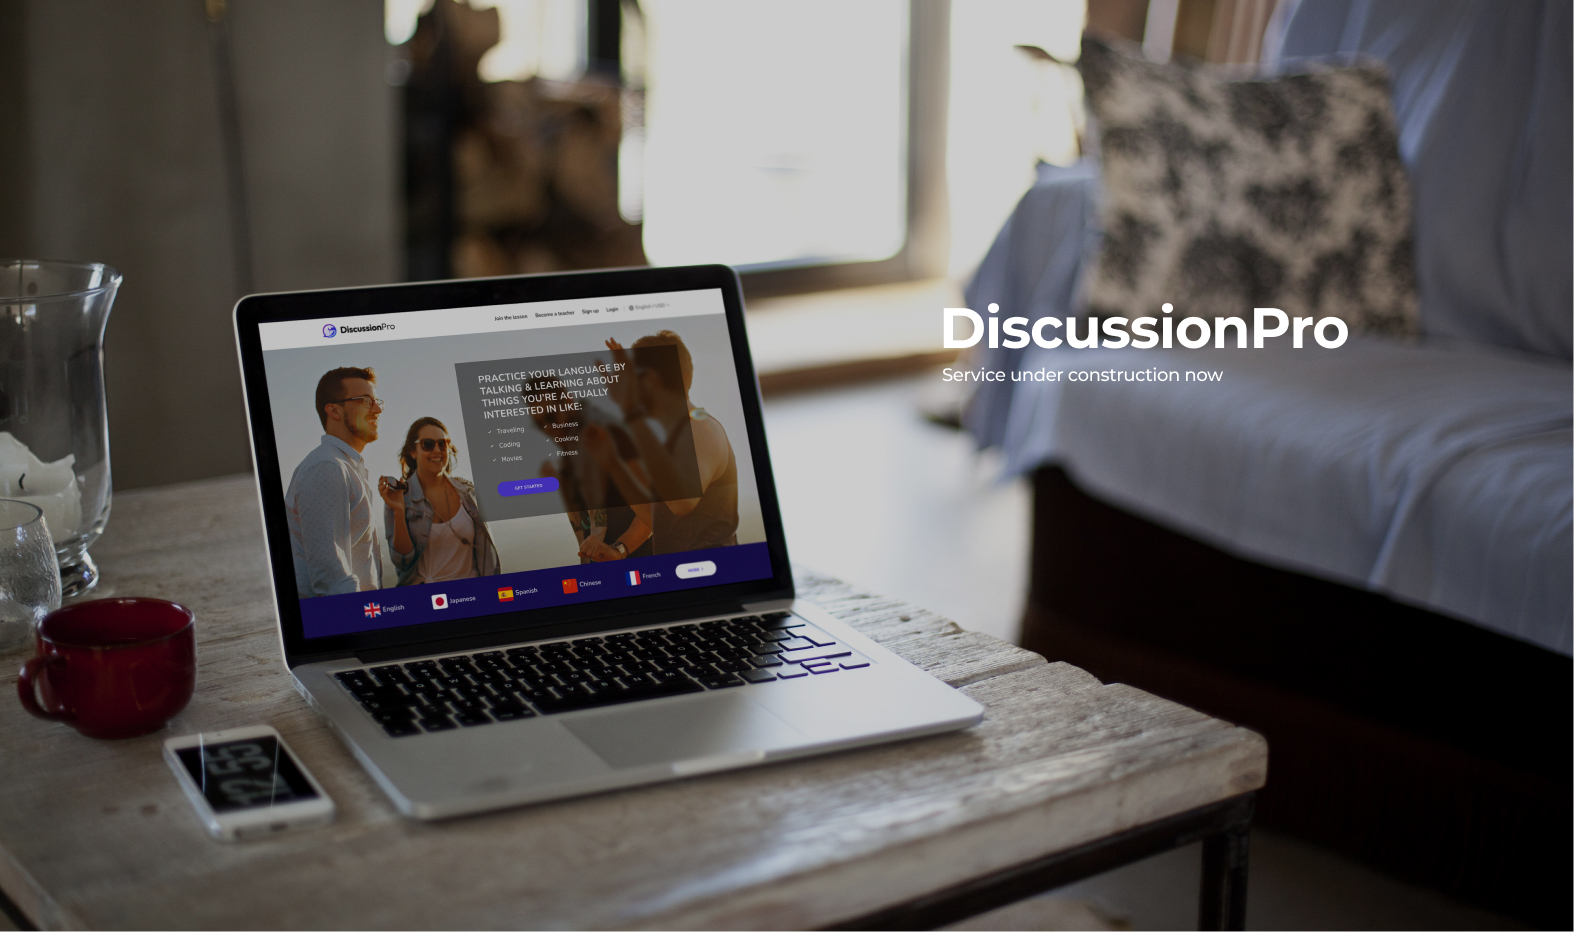 DiscussionPro
Join the lesson Become a teacher Sign up Login English / USD
PRACTICE YOUR LANGUAGE BY
TALKING & LEARNING ABOUT
THINGS YOU'RE ACTUALLY
INTERESTED IN LIKE:
✓ Traveling ✓ Business
✓ Coding ✓ Cooking
✓ Movies ✓ Fitness
GET STARTED
English Japanese Spanish Chinese French MORE
DiscussionPro
Service under construction now